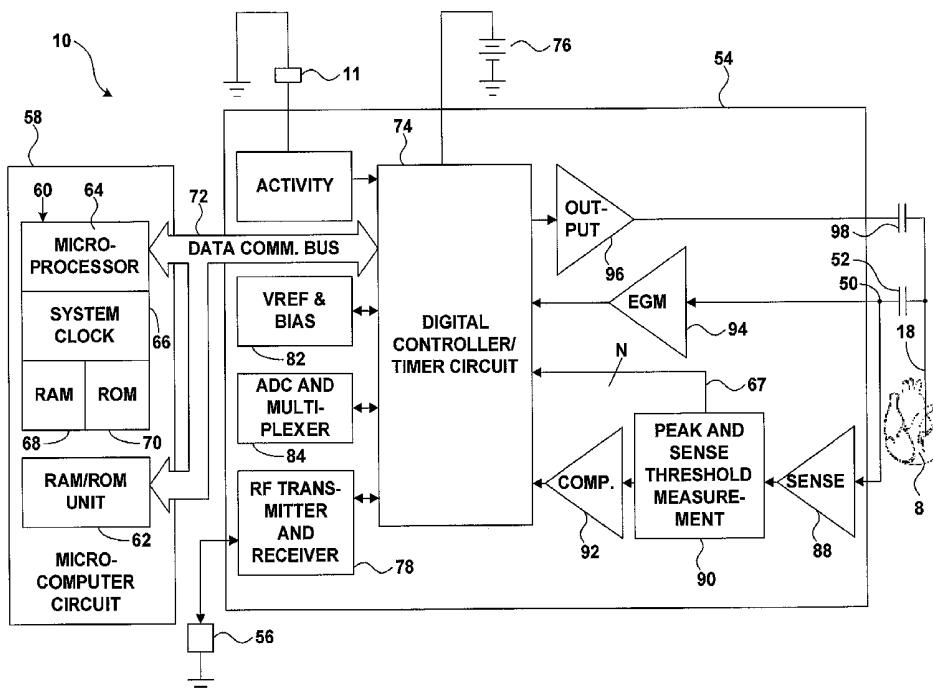 10
11
76
54
58
60
64
72
74
ACTIVITY
MICRO-
PROCESSOR
DATA COMM. BUS
OUT-
PUT
96
98
52
50
SYSTEM
CLOCK
66
VREF &
BIAS
82
DIGITAL
CONTROLLER/
TIMER CIRCUIT
EGM
94
18
N
67
RAM
ROM
68
70
ADC AND
MULTI-
PLEXER
84
RAM/ROM
UNIT
62
RF TRANS-
MITTER
AND
RECEIVER
78
COMP.
92
PEAK AND
SENSE
THRESHOLD
MEASURE-
MENT
90
SENSE
88
8
MICRO-
COMPUTER
CIRCUIT
56